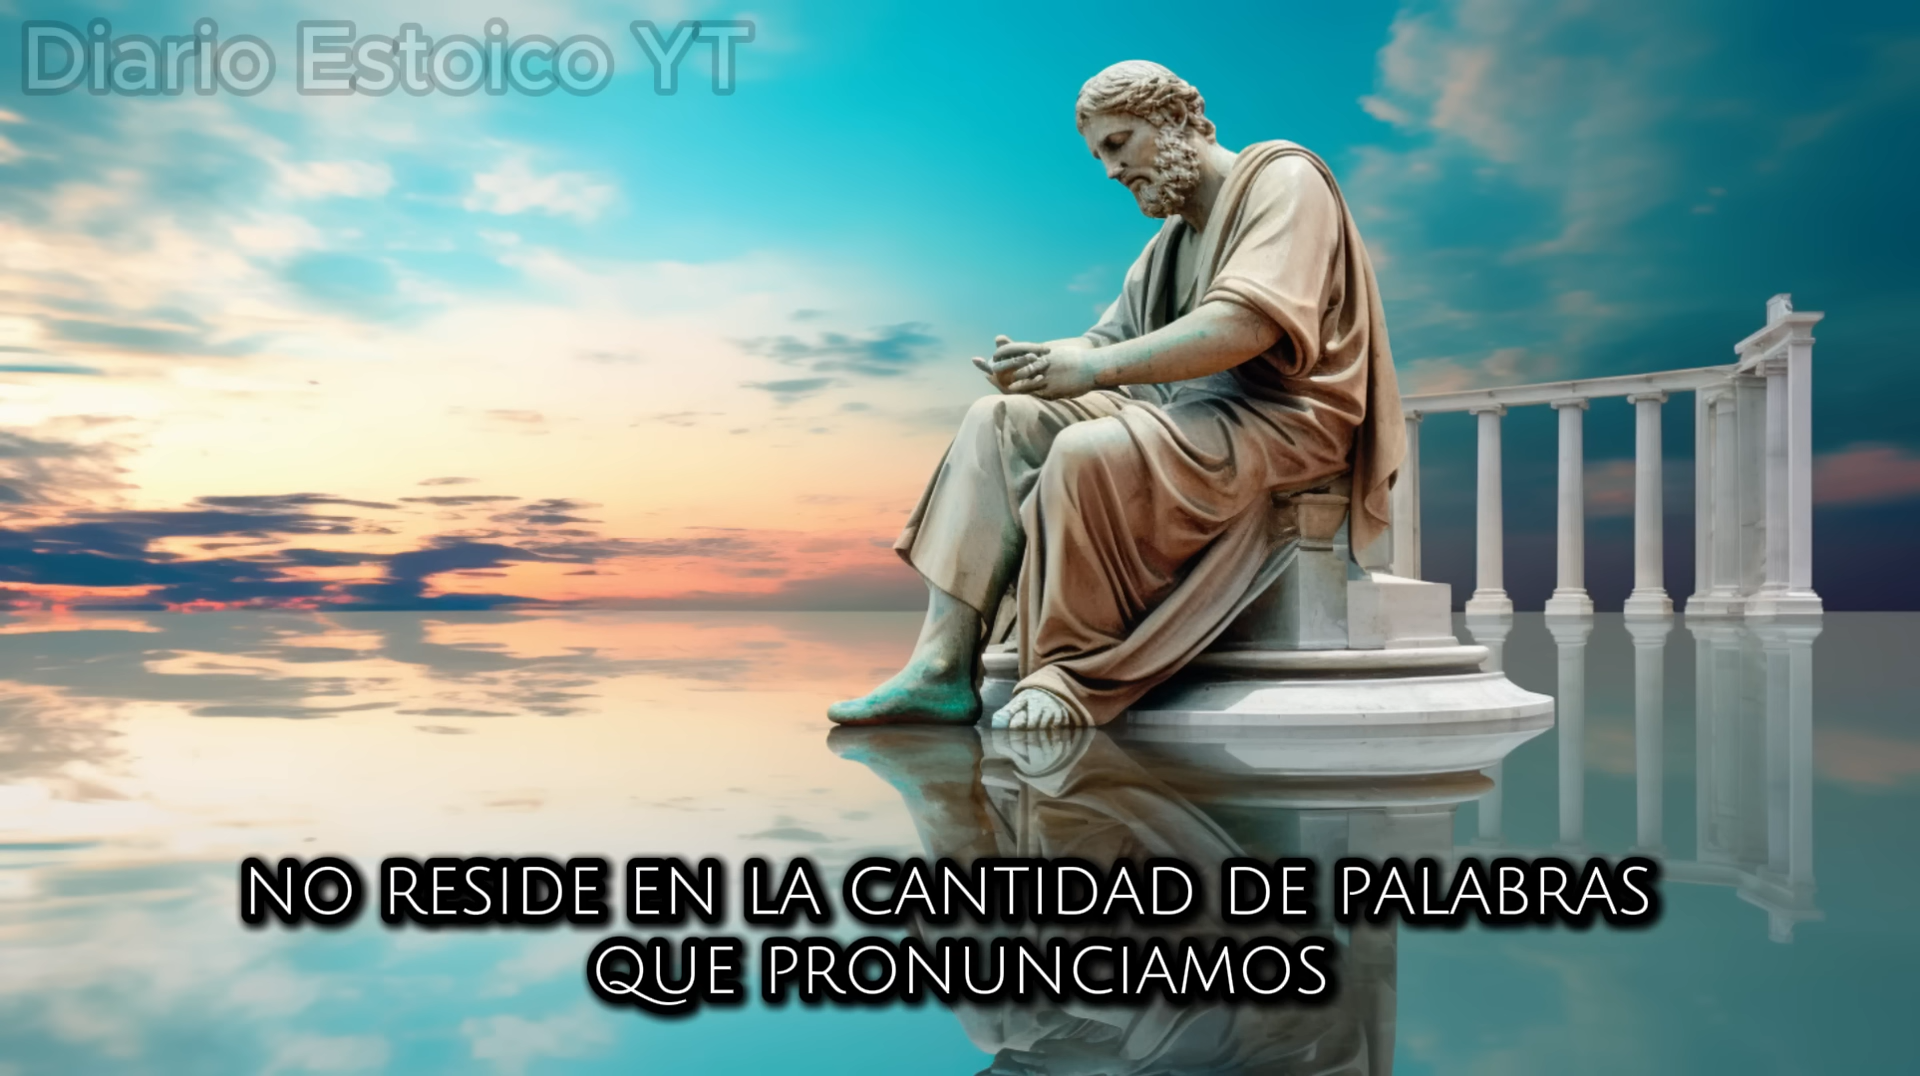 Diario Estoico YT
NO RESIDE EN LA CANTIDAD DE PALABRAS
QUE PRONUNCIAMOS